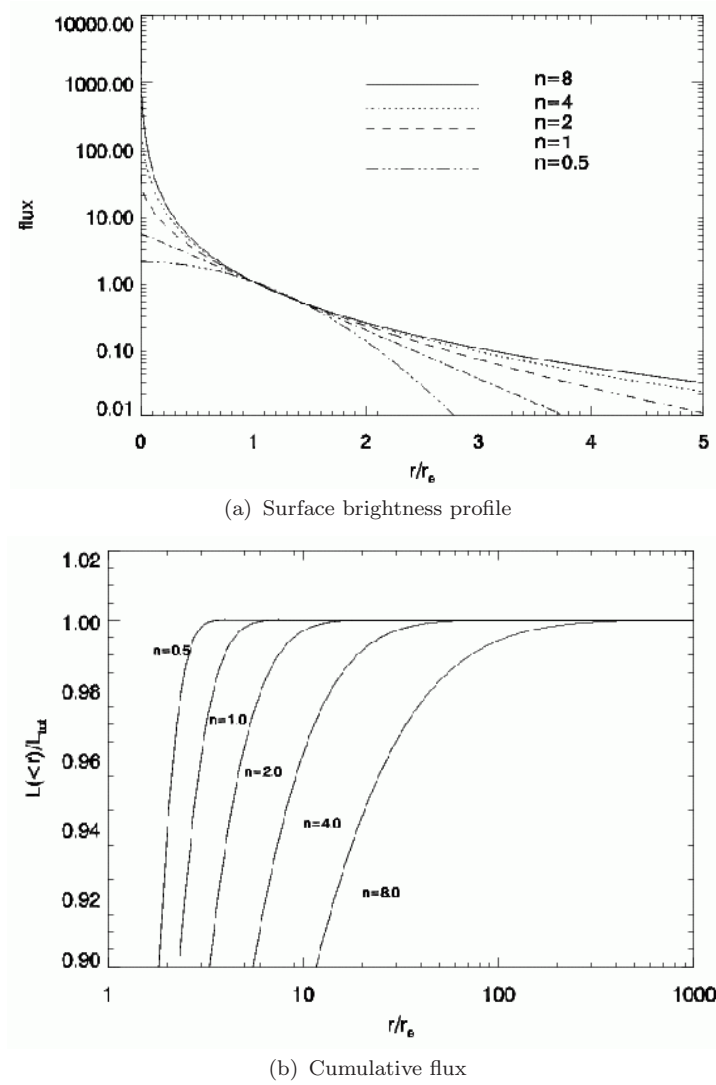 10000.00
1000.00
100.00
10.00
1.00
0.10
0.01
flux
n=8
n=4
n=2
n=1
n=0.5
0 1 2 3 4 5
r/re
(a) Surface brightness profile
1.02
1.00
0.98
0.96
0.94
0.92
0.90
L(<r)/Ltot
n=0.5
n=1.0
n=2.0
n=4.0
n=8.0
1 10 100 1000
r/re
(b) Cumulative flux